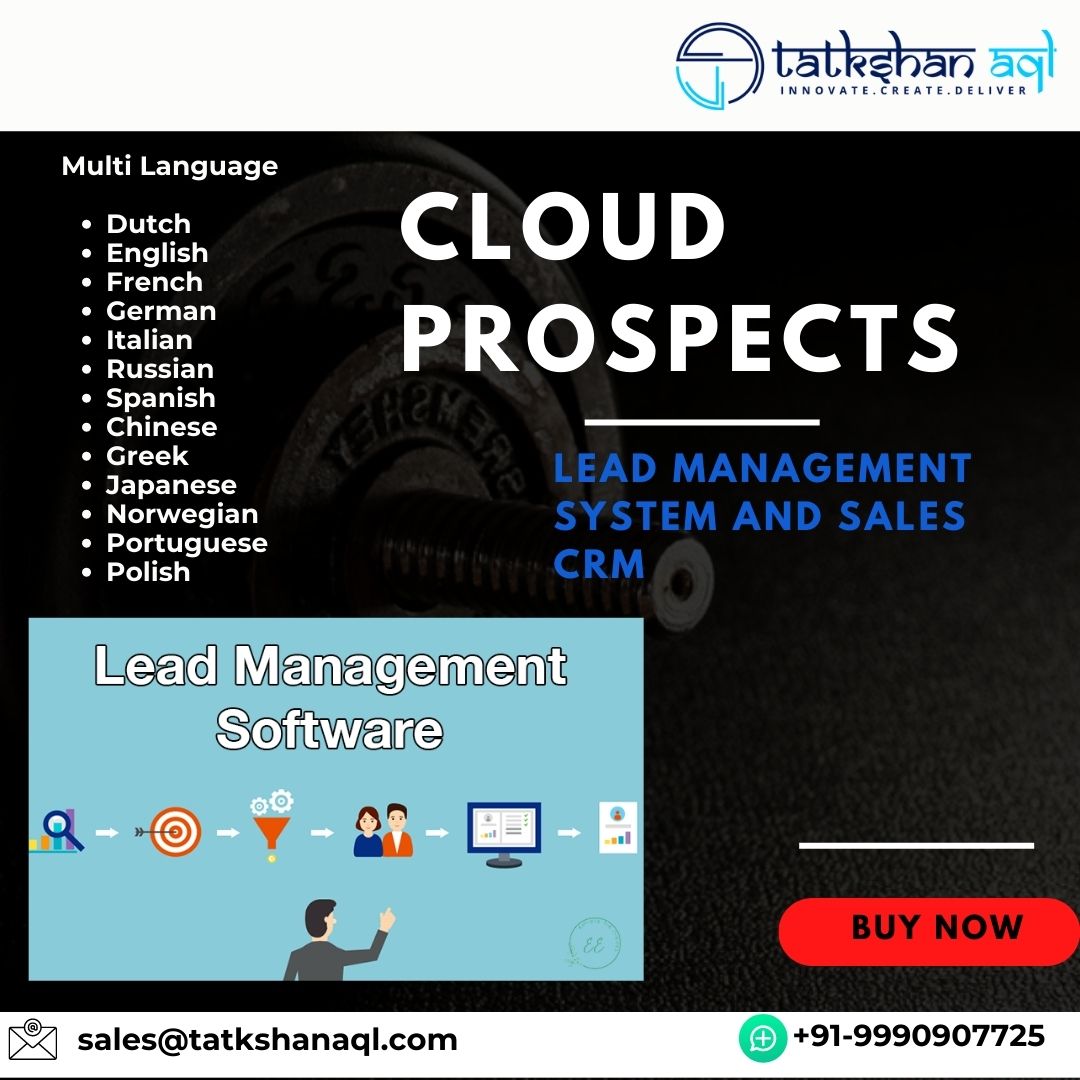 tatkshan aql
INNOVATE.CREATE.DELIVER
Multi Language
• Dutch
• English
• French
• German
• Italian
• Russian
• Spanish
• Chinese
• Greek
• Japanese
• Norwegian
• Portuguese
• Polish
CLOUD
PROSPECTS
LEAD MANAGEMENT
SYSTEM AND SALES
CRM
Lead Management
Software
EE
BUY NOW
sales@tatkshanaql.com
+91-9990907725